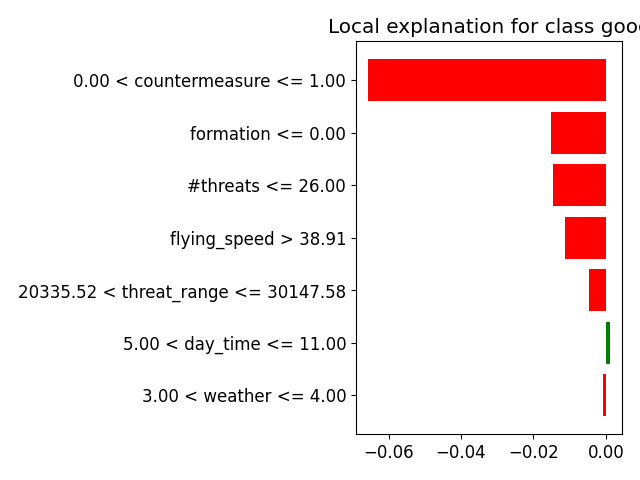 Local explanation for class good
0.00 < countermeasure <= 1.00
formation <= 0.00
#threats <= 26.00
flying_speed > 38.91
20335.52 < threat_range <= 30147.58
5.00 < day_time <= 11.00
3.00 < weather <= 4.00
−0.06 −0.04 −0.02 0.00